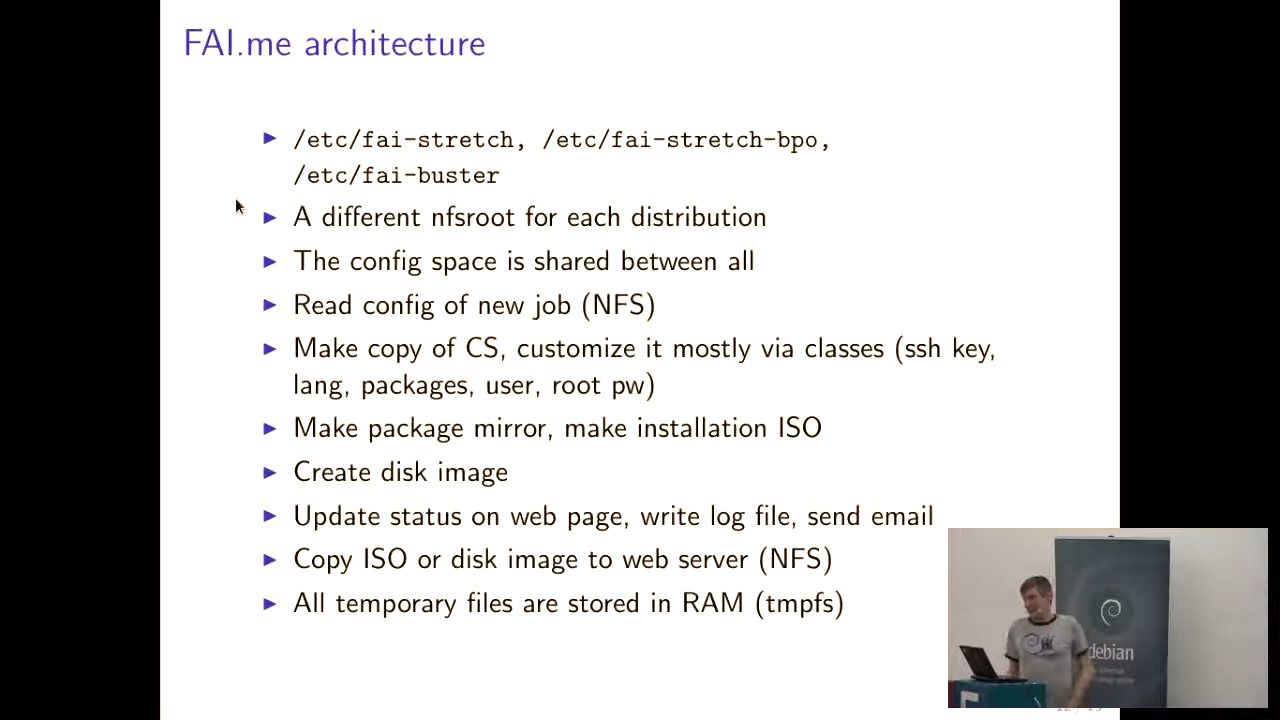 FAI.me architecture
/etc/fai-stretch, /etc/fai-stretch-bpo,
/etc/fai-buster
A different nfsroot for each distribution
The config space is shared between all
Read config of new job (NFS)
Make copy of CS, customize it mostly via classes (ssh key,
lang, packages, user, root pw)
Make package mirror, make installation ISO
Create disk image
Update status on web page, write log file, send email
Copy ISO or disk image to web server (NFS)
All temporary files are stored in RAM (tmpfs)
debian